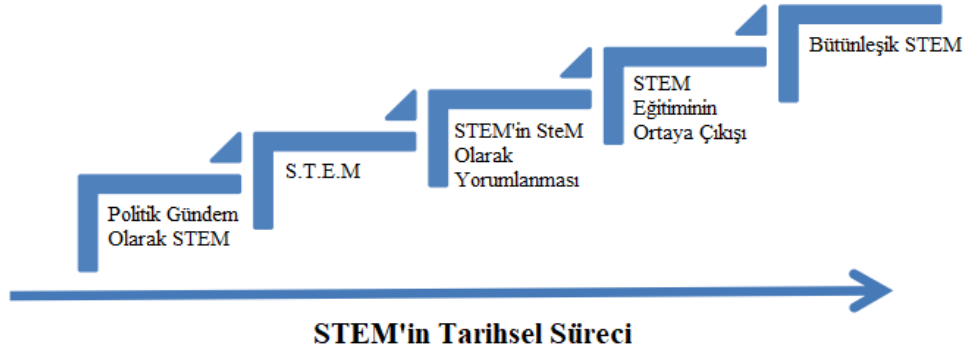 Politik Gündem
Olarak STEM
S.T.E.M
STEM'in SteM
Olarak
Yorumlanması
STEM
Eğitiminin
Ortaya Çıkışı
Bütünleşik STEM
STEM'in Tarihsel Süreci